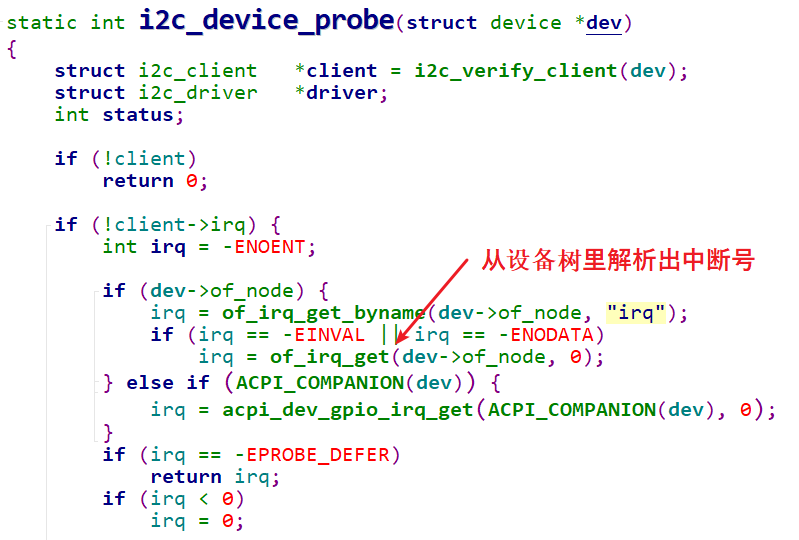 static int i2c_device_probe(struct device *dev)
{
    struct i2c_client   *client = i2c_verify_client(dev);
    struct i2c_driver   *driver;
    int status;

    if (!client)
        return 0;

    if (!client->irq) {
        int irq = -ENOENT;

从设备树里解析出中断号
        if (dev->of_node) {
            irq = of_irq_get_byname(dev->of_node, "irq");
            if (irq == -EINVAL || irq == -ENODATA)
                irq = of_irq_get(dev->of_node, 0);
        } else if (ACPI_COMPANION(dev)) {
            irq = acpi_dev_gpio_irq_get(ACPI_COMPANION(dev), 0);
        }
        if (irq == -EPROBE_DEFER)
            return irq;
        if (irq < 0)
            irq = 0;